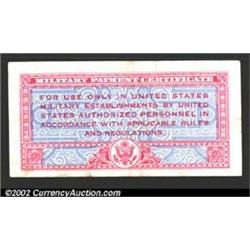 MILITARY PAYMENT CERTIFICATE
FOR USE ONLY IN UNITED STATES
MILITARY ESTABLISHMENTS BY UNITED
STATES AUTHORIZED PERSONNEL IN
ACCORDANCE WITH APPLICABLE RULES
AND REGULATIONS.
©2002 CurrencyAuction.com